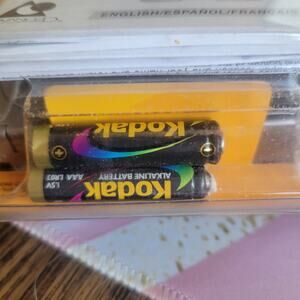 ENGLISH/ESPAÑOL/FRANÇAIS
Kodak
Kodak
ALKALINE BATTERY
1.5V AAA LR03